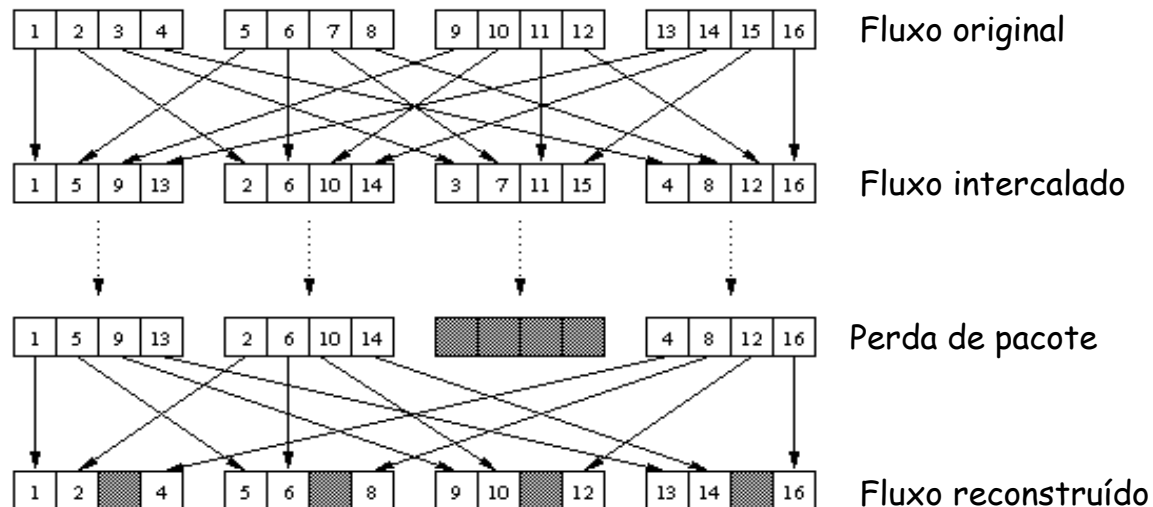 1 2 3 4 5 6 7 8 9 10 11 12 13 14 15 16 Fluxo original
1 5 9 13 2 6 10 14 3 7 11 15 4 8 12 16 Fluxo intercalado
1 5 9 13 2 6 10 14 4 8 12 16 Perda de pacote
1 2 4 5 6 8 9 10 12 13 14 16 Fluxo reconstruído